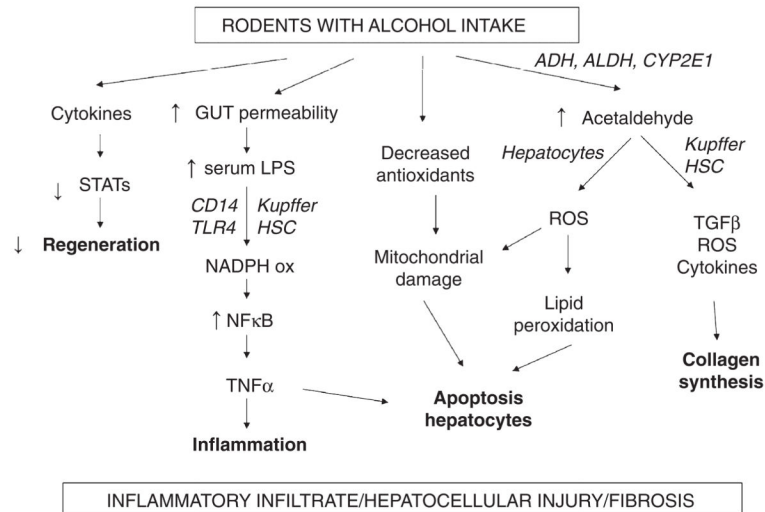 RODENTS WITH ALCOHOL INTAKE
ADH, ALDH, CYP2E1
Cytokines
↓ STATs
↓ Regeneration
↑ GUT permeability
↑ serum LPS
CD14 Kupffer
TLR4 HSC
NADPH ox
↑ NFκB
TNFα
Inflammation
Decreased
antioxidants
Mitochondrial
damage
Apoptosis
hepatocytes
↑ Acetaldehyde
Hepatocytes
ROS
Lipid
peroxidation
Kupffer
HSC
TGFβ
ROS
Cytokines
Collagen
synthesis
INFLAMMATORY INFILTRATE/HEPATOCELLULAR INJURY/FIBROSIS